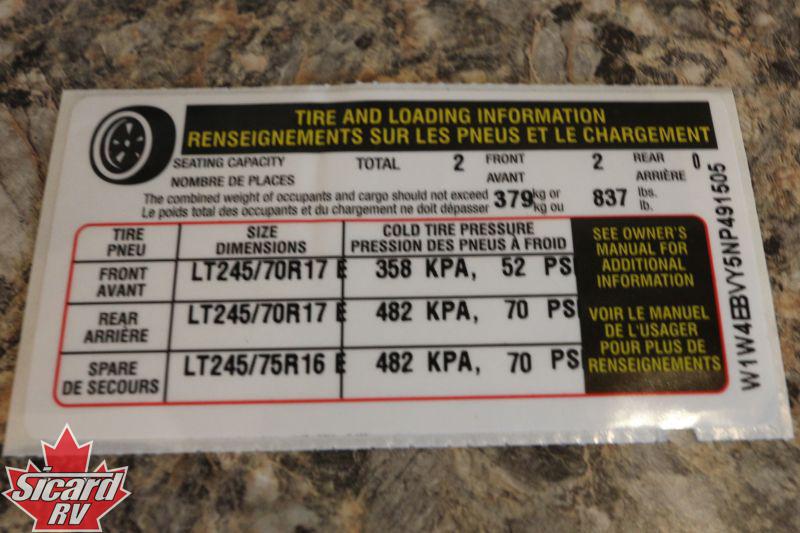 TIRE AND LOADING INFORMATION
RENSEIGNEMENTS SUR LES PNEUS ET LE CHARGEMENT
SEATING CAPACITY TOTAL 2 FRONT 2 REAR 0
NOMBRE DE PLACES AVANT ARRIÈRE
The combined weight of occupants and cargo should not exceed 379 kg or 837 lbs.
Le poids total des occupants et du chargement ne doit dépasser kg ou lb.
TIRE SIZE COLD TIRE PRESSURE
PNEU DIMENSIONS PRESSION DES PNEUS À FROID
FRONT LT245/70R17 E 358 KPA, 52 PSI
AVANT
REAR LT245/70R17 E 482 KPA, 70 PSI
ARRIÈRE
SPARE LT245/75R16 E 482 KPA, 70 PSI
DE SECOURS
SEE OWNER'S
MANUAL FOR
ADDITIONAL
INFORMATION
VOIR LE MANUEL
DE L'USAGER
POUR PLUS DE
RENSEIGNEMENTS
W1W4EBVY5NP491505
Sicard
RV